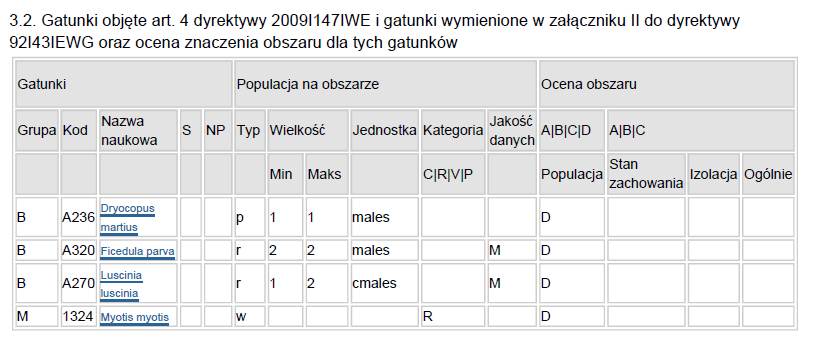 3.2. Gatunki objęte art. 4 dyrektywy 2009I147IWE i gatunki wymienione w załączniku II do dyrektywy
92I43IEWG oraz ocena znaczenia obszaru dla tych gatunków
Gatunki Populacja na obszarze Ocena obszaru
Grupa Kod Nazwa naukowa S NP Typ Wielkość Jednostka Kategoria Jakość danych A|B|C|D A|B|C
Min Maks C|R|V|P Populacja Stan zachowania Izolacja Ogólnie
B A236 Dryocopus martius p 1 1 males D
B A320 Ficedula parva r 2 2 males M D
B A270 Luscinia luscinia r 1 2 cmales M D
M 1324 Myotis myotis w R D